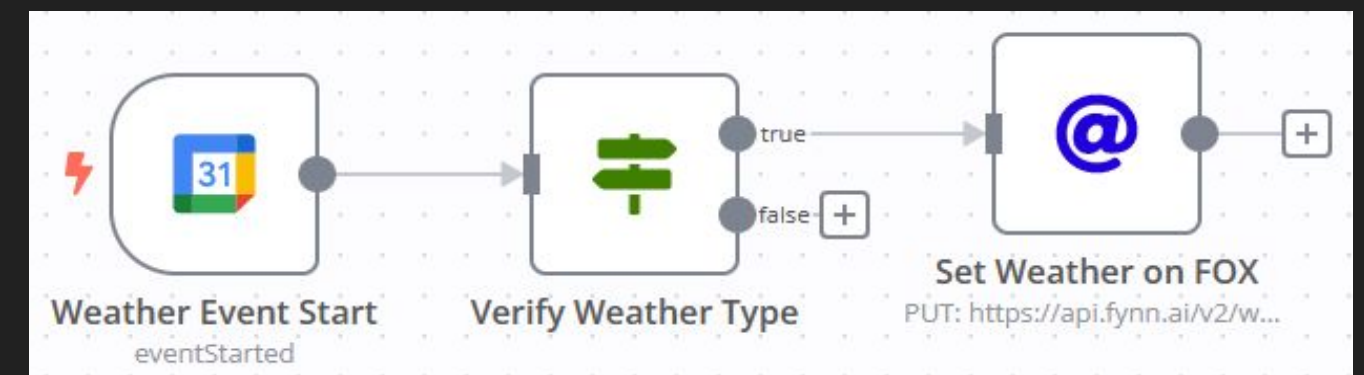 31
Weather Event Start
eventStarted
true
false
Verify Weather Type
@
Set Weather on FOX
PUT: https://api.fynn.ai/v2/w...